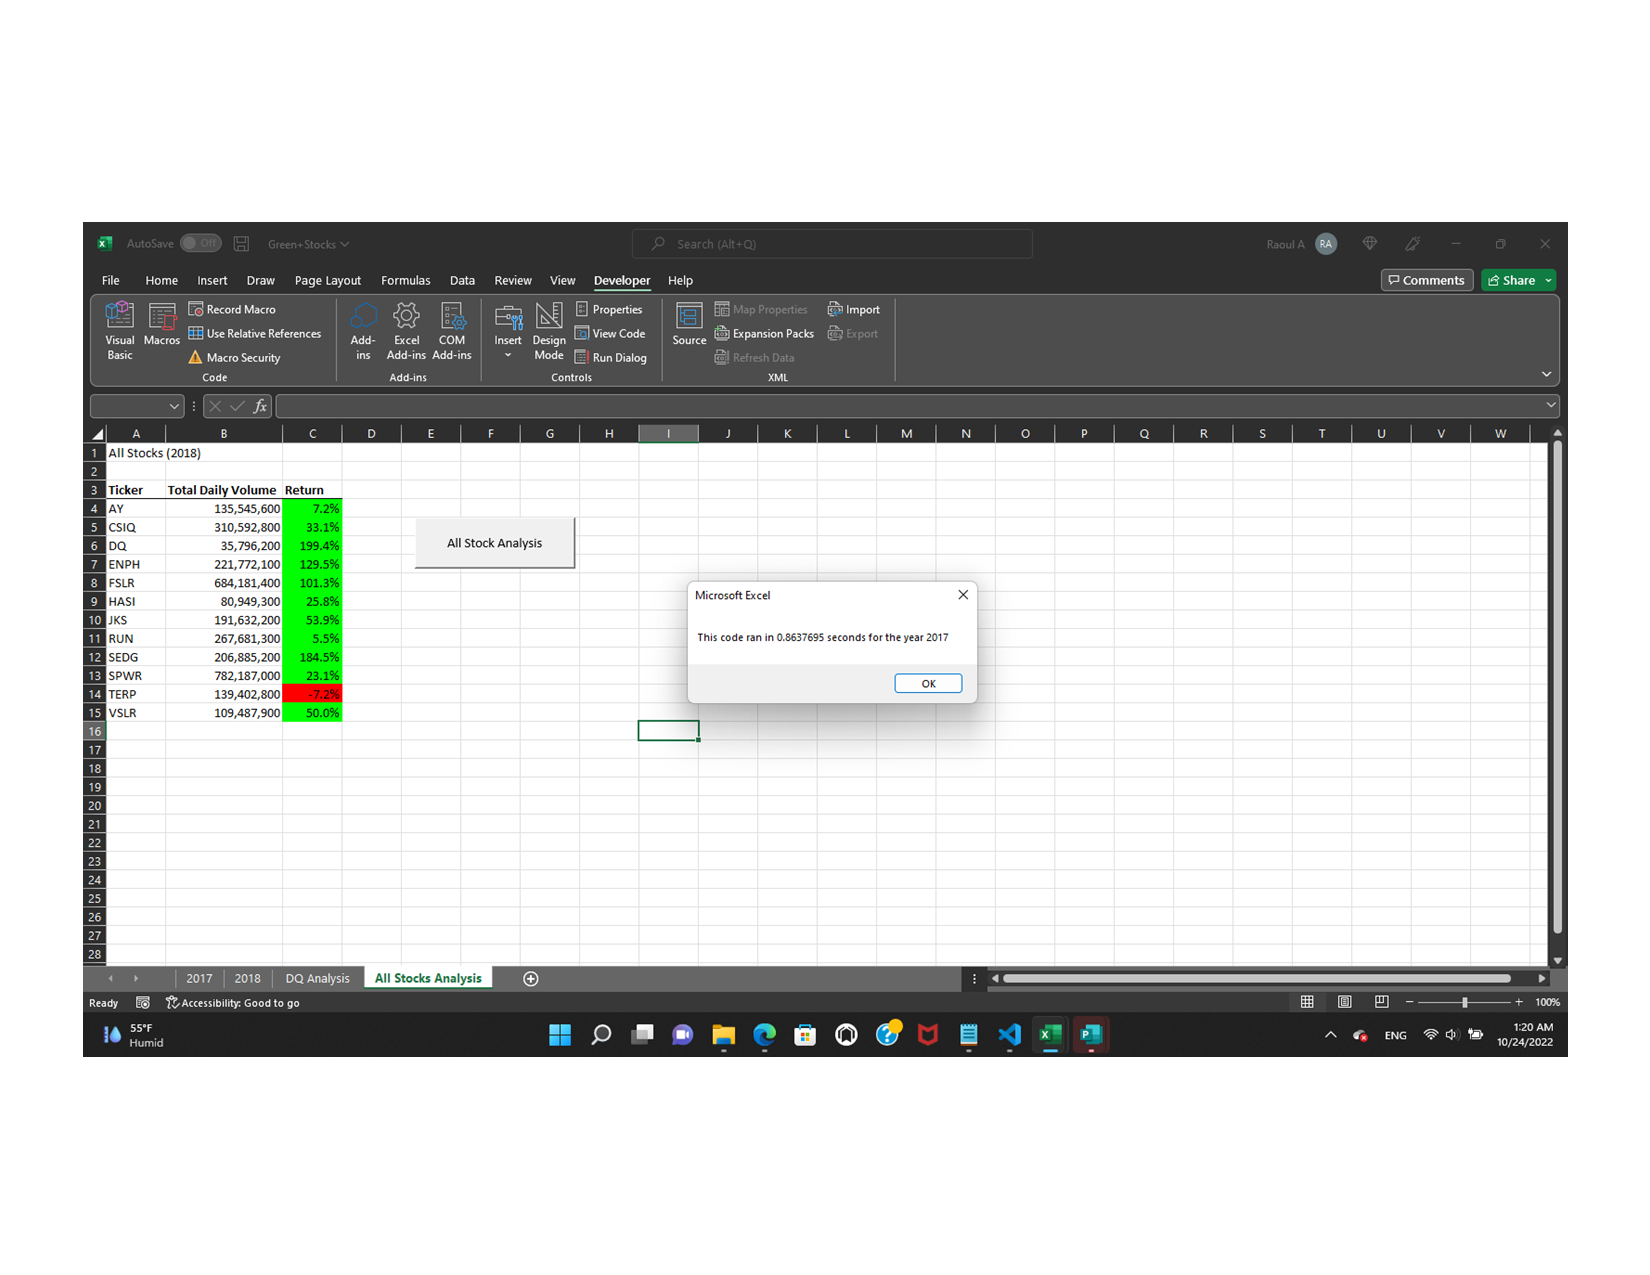 AutoSave Off Green+Stocks Search (Alt+Q) Raoul A RA
File Home Insert Draw Page Layout Formulas Data Review View Developer Help Comments Share
Visual Basic
Macros
Record Macro
Use Relative References
Macro Security
Code
Add-ins
Excel Add-ins
COM Add-ins
Add-ins
Insert
Design Mode
Properties
View Code
Run Dialog
Controls
Source
Map Properties
Expansion Packs
Refresh Data
Import
Export
XML
fx
A B C D E F G H I J K L M N O P Q R S T U V W
1 All Stocks (2018)
2
3 Ticker Total Daily Volume Return
4 AY 135,545,600 7.2%
5 CSIQ 310,592,800 33.1%
6 DQ 35,796,200 199.4%
7 ENPH 221,772,100 129.5%
8 FSLR 684,181,400 101.3%
9 HASI 80,949,300 25.8%
10 JKS 191,632,200 53.9%
11 RUN 267,681,300 5.5%
12 SEDG 206,885,200 184.5%
13 SPWR 782,187,000 23.1%
14 TERP 139,402,800 -7.2%
15 VSLR 109,487,900 50.0%
16
17
18
19
20
21
22
23
24
25
26
27
28
All Stock Analysis
Microsoft Excel
This code ran in 0.8637695 seconds for the year 2017
OK
2017 2018 DQ Analysis All Stocks Analysis
Ready Accessibility: Good to go 100%
55°F
Humid
ENG
1:20 AM
10/24/2022